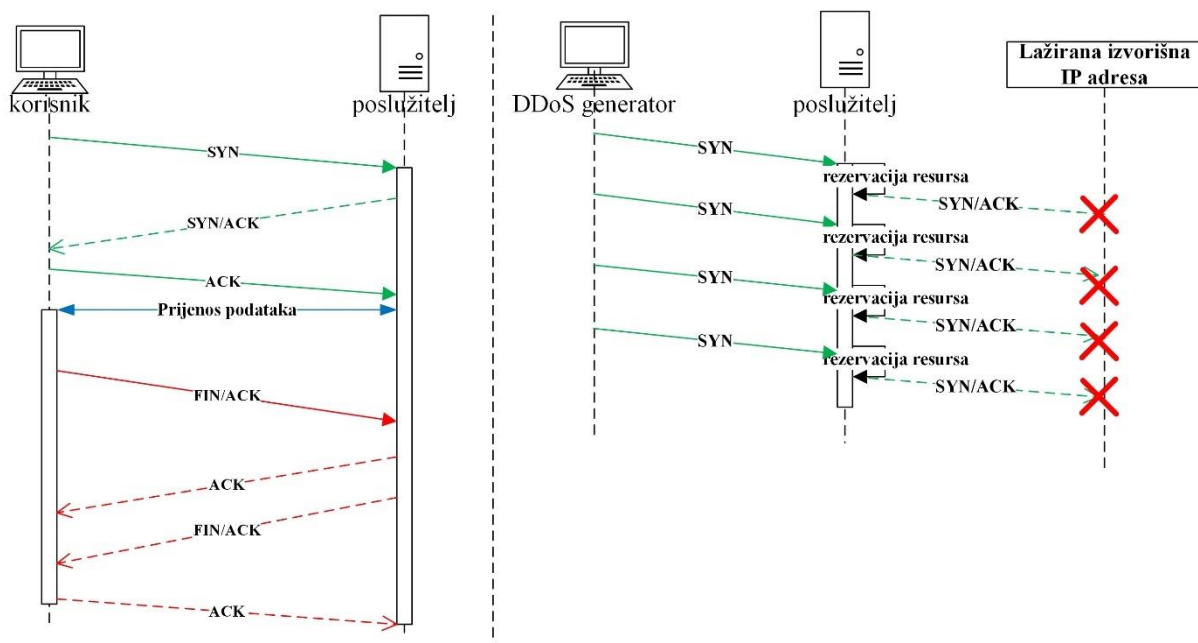 korisnik
poslužitelj
SYN
SYN/ACK
ACK
Prijenos podataka
FIN/ACK
ACK
FIN/ACK
ACK
DDoS generator
poslužitelj
Lažirana izvorišna
IP adresa
SYN
rezervacija resursa
SYN/ACK
SYN
rezervacija resursa
SYN/ACK
SYN
rezervacija resursa
SYN/ACK
SYN
rezervacija resursa
SYN/ACK